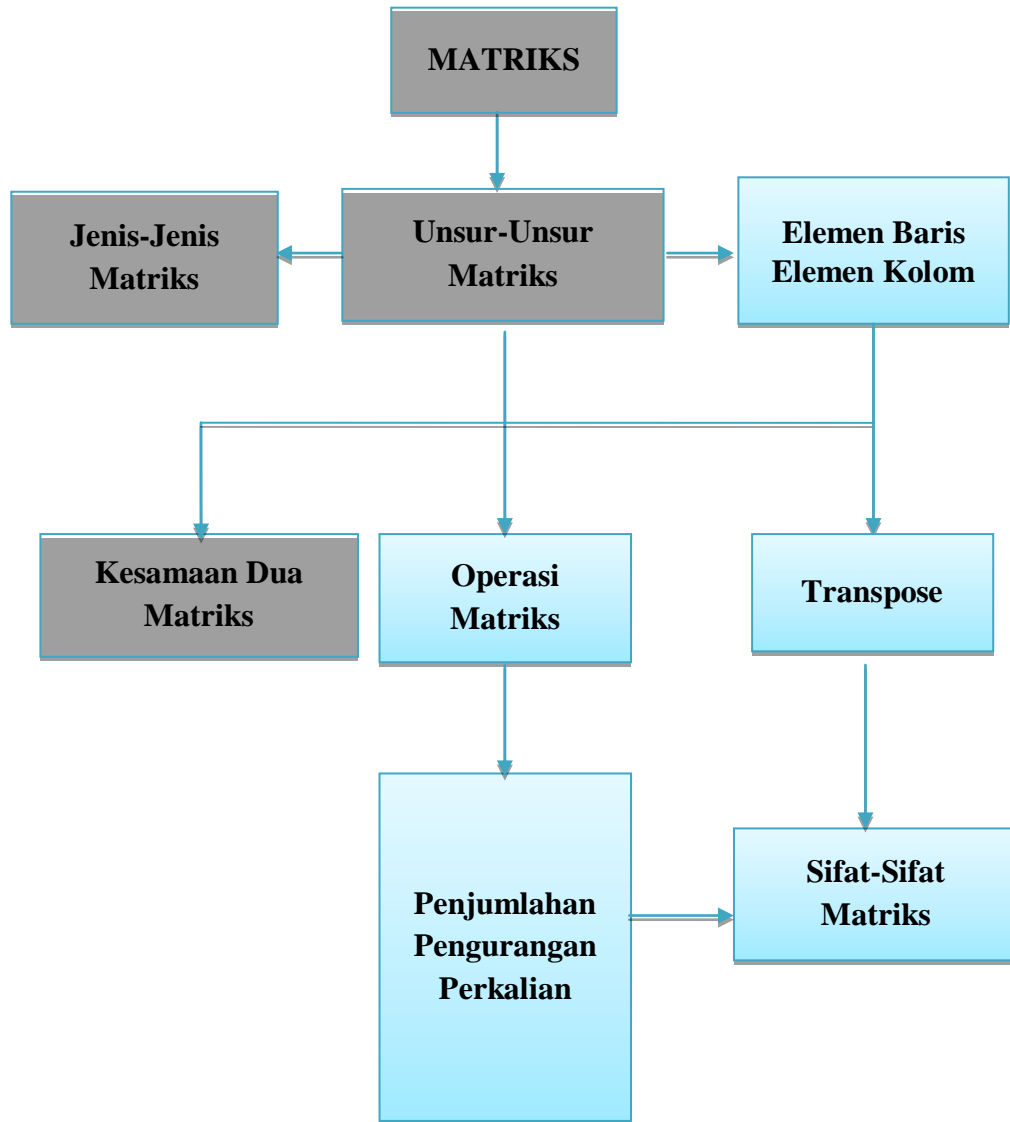 MATRIKS
Jenis-Jenis
Matriks
Unsur-Unsur
Matriks
Elemen Baris
Elemen Kolom
Kesamaan Dua
Matriks
Operasi
Matriks
Transpose
Penjumlahan
Pengurangan
Perkalian
Sifat-Sifat
Matriks